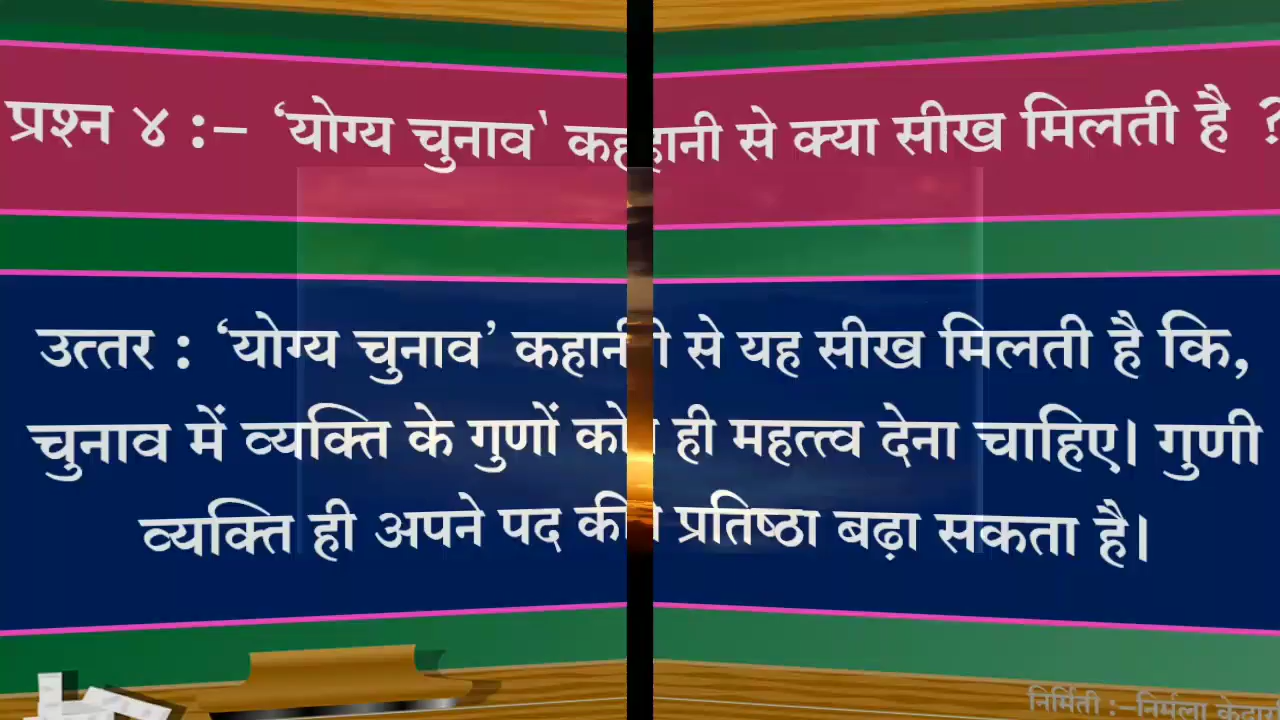 प्रश्न ४ :– ‘योग्य चुनाव‵ कहानी से क्या सीख मिलती है ?
उत्तर : ‘योग्य चुनाव’ कहानी से यह सीख मिलती है कि,
चुनाव में व्यक्ति के गुणों को ही महत्त्व देना चाहिए। गुणी
व्यक्ति ही अपने पद की प्रतिष्ठा बढ़ा सकता है।
निर्मिती :–निर्मला